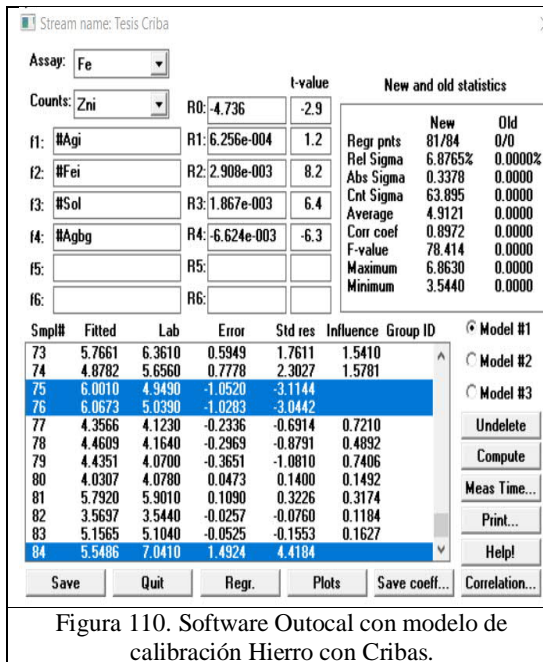 Stream name: Tesis Criba
Assay: Fe
Counts: Zni
t-value
New and old statistics
R0: -4.736 -2.9
f1: #Agi R1: 6.256e-004 1.2
f2: #Fei R2: 2.908e-003 8.2
f3: #Sol R3: 1.867e-003 6.4
f4: #Agbg R4: -6.624e-003 -6.3
f5: R5:
f6: R6:
New Old
Regr pnts 81/84 0/0
Rel Sigma 6.8765% 0.0000%
Abs Sigma 0.3378 0.0000
Cnt Sigma 63.895 0.0000
Average 4.9121 0.0000
Corr coef 0.8972 0.0000
F-value 78.414 0.0000
Maximum 6.8630 0.0000
Minimum 3.5440 0.0000
Smpl# Fitted Lab Error Std res Influence Group ID
73 5.7661 6.3610 0.5949 1.7611 1.5410
74 4.8782 5.6560 0.7778 2.3027 1.5781
75 6.0010 4.9490 -1.0520 -3.1144
76 6.0673 5.0390 -1.0283 -3.0442
77 4.3566 4.1230 -0.2336 -0.6914 0.7210
78 4.4609 4.1640 -0.2969 -0.8791 0.4892
79 4.4351 4.0700 -0.3651 -1.0810 0.7406
80 4.0307 4.0780 0.0473 0.1400 0.1492
81 5.7920 5.9010 0.1090 0.3226 0.3174
82 3.5697 3.5440 -0.0257 -0.0760 0.1184
83 5.1565 5.1040 -0.0525 -0.1553 0.1627
84 5.5486 7.0410 1.4924 4.4184
Model #1
Model #2
Model #3
Undelete
Compute
Meas Time...
Print...
Help!
Save Quit Regr. Plots Save coeff... Correlation...
Figura 110. Software Outocal con modelo de
calibración Hierro con Cribas.